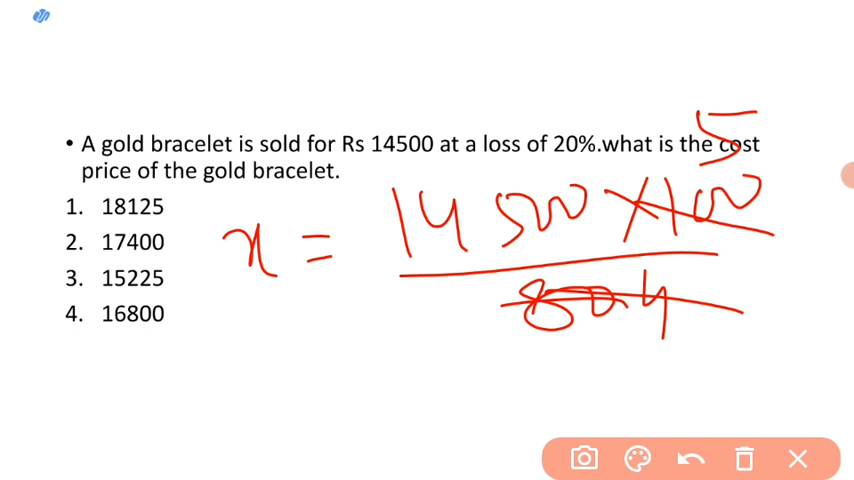 • A gold bracelet is sold for Rs 14500 at a loss of 20%.what is the cost
price of the gold bracelet.
1. 18125
2. 17400
3. 15225
4. 16800
5
x = 14500 × 100
80 4